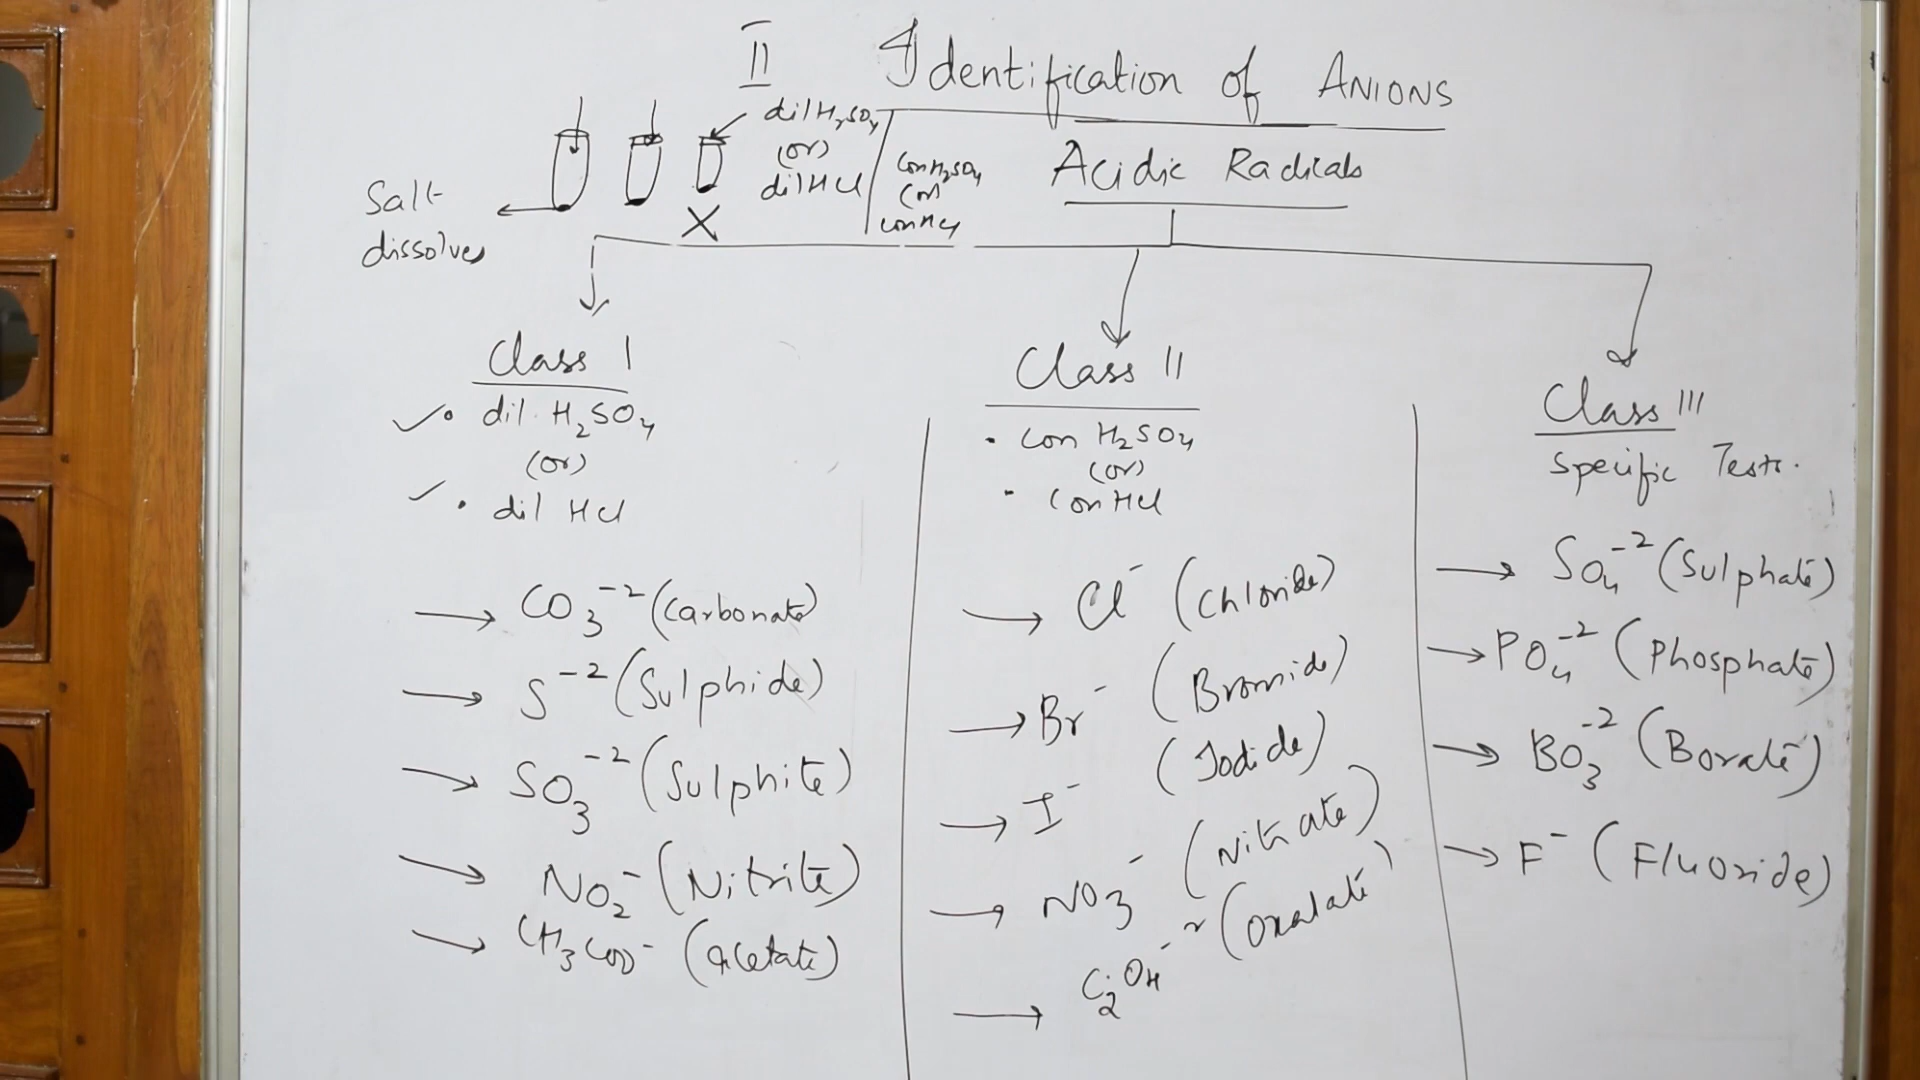 II Identification of ANIONS
Acidic Radicals
dil H2SO4
(or)
dil HCl
con H2SO4
(or)
con HCl
Salt
dissolves
X
Class I
dil. H2SO4
(or)
dil HCl
→ CO3-2 (Carbonate)
→ S-2 (Sulphide)
→ SO3-2 (Sulphite)
→ NO2- (Nitrite)
→ CH3COO- (acetate)
Class II
• con H2SO4
(or)
• con HCl
→ Cl- (Chloride)
→ Br- (Bromide)
→ I- (Iodide)
→ NO3- (Nitrate)
→ C2O4-2 (Oxalate)
Class III
Specific Tests.
→ SO4-2 (Sulphate)
→ PO4-2 (Phosphate)
→ BO3-2 (Borate)
→ F- (Fluoride)